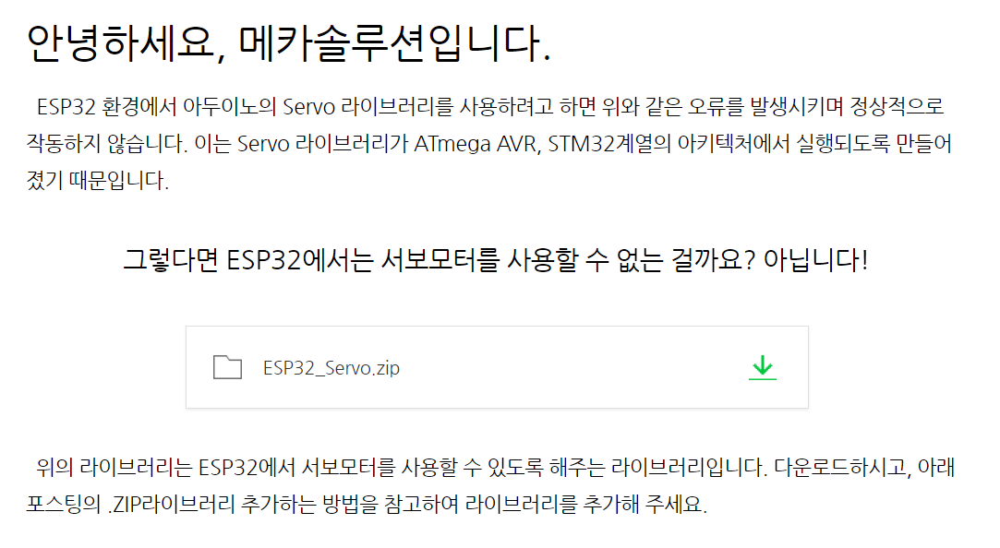 안녕하세요, 메카솔루션입니다.
ESP32 환경에서 아두이노의 Servo 라이브러리를 사용하려고 하면 위와 같은 오류를 발생시키며 정상적으로
작동하지 않습니다. 이는 Servo 라이브러리가 ATmega AVR, STM32계열의 아키텍처에서 실행되도록 만들어
졌기 때문입니다.
그렇다면 ESP32에서는 서보모터를 사용할 수 없는 걸까요? 아닙니다!
ESP32_Servo.zip
위의 라이브러리는 ESP32에서 서보모터를 사용할 수 있도록 해주는 라이브러리입니다. 다운로드하시고, 아래
포스팅의 .ZIP라이브러리 추가하는 방법을 참고하여 라이브러리를 추가해 주세요.